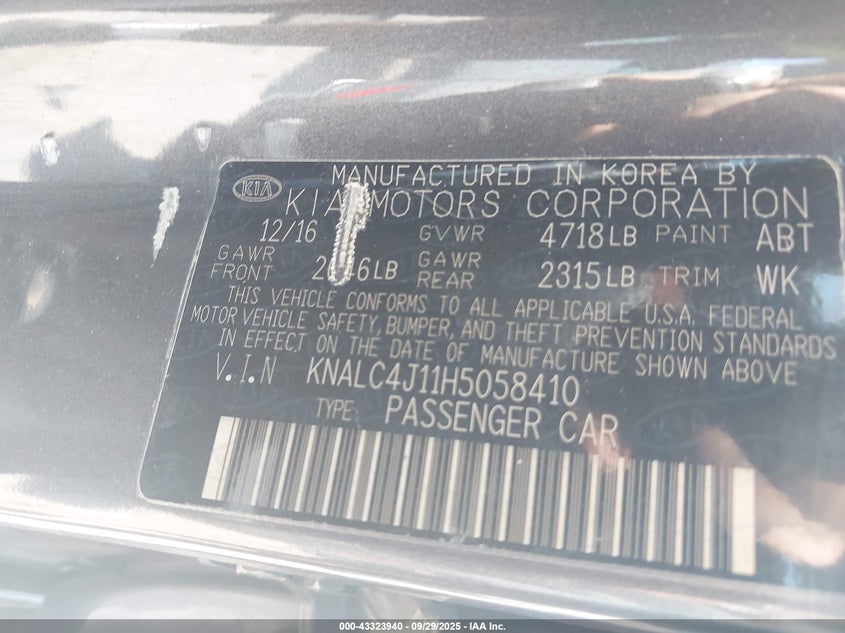 MANUFACTURED IN KOREA BY
KIA KIA MOTORS CORPORATION
12/16 GVWR 4718LB PAINT ABT
GAWR FRONT LB GAWR REAR 2315LB TRIM WK
THIS VEHICLE CONFORMS TO ALL APPLICABLE U.S.A. FEDERAL
MOTOR VEHICLE SAFETY, BUMPER, AND THEFT PREVENTION STANDARDS
IN EFFECT ON THE DATE OF MANUFACTURE SHOWN ABOVE
V.I.N KNALC4J11H5058410
TYPE: PASSENGER CAR
000-43323940 - 09/29/2025 - IAA Inc.